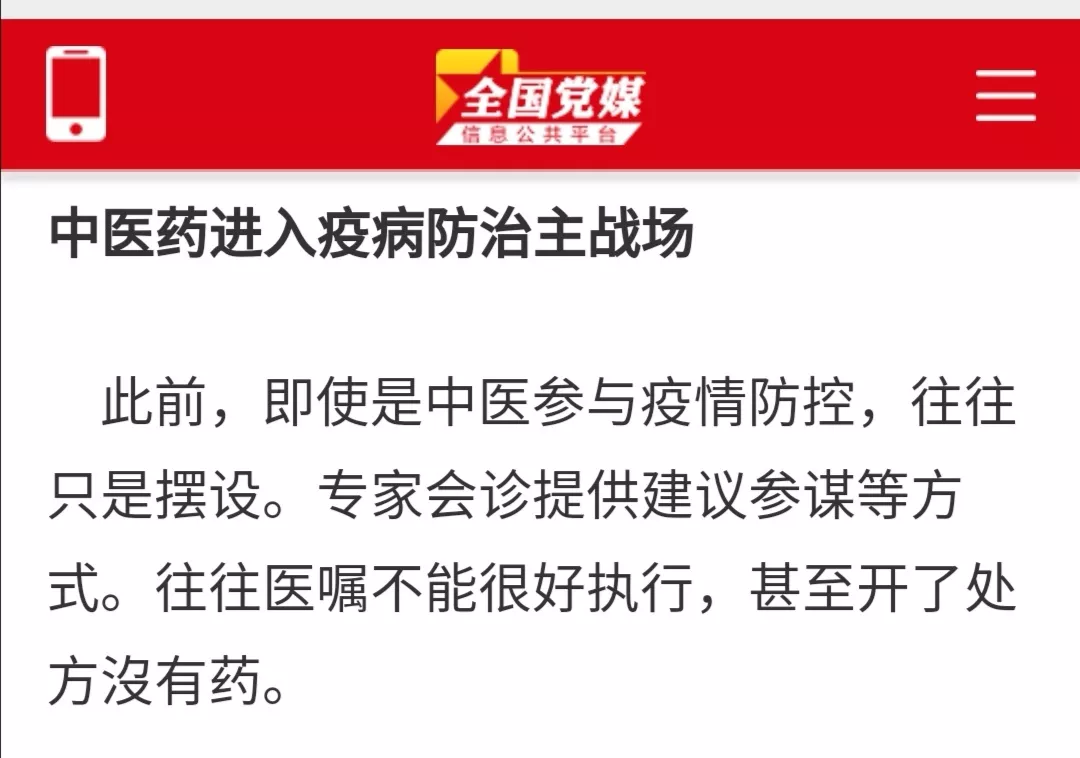 全国党媒
信息公共平台
中医药进入疫病防治主战场
此前，即使是中医参与疫情防控，往往
只是摆设。专家会诊提供建议参谋等方
式。往往医嘱不能很好执行，甚至开了处
方沒有药。